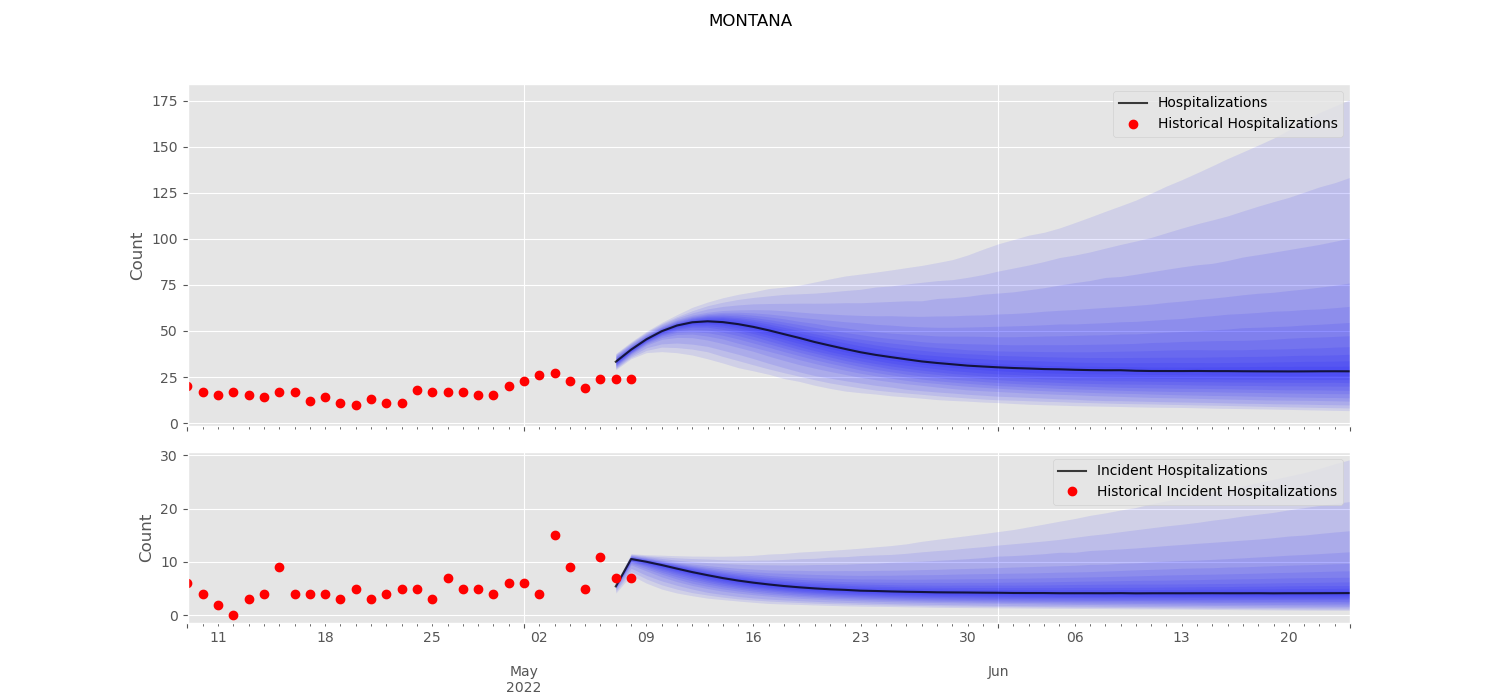 MONTANA
175
150
125
100
75
50
25
0
Count
Hospitalizations
Historical Hospitalizations
30
20
10
0
Count
Incident Hospitalizations
Historical Incident Hospitalizations
11 18 25 02 09 16 23 30 06 13 20
May Jun
2022